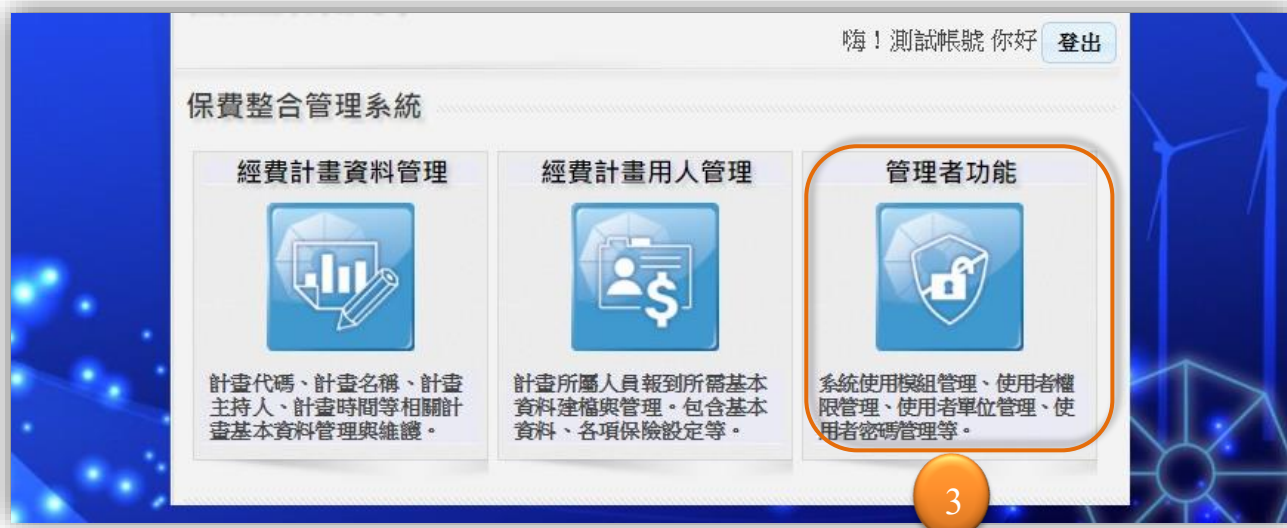 嗨！測試帳號 你好 登出
保費整合管理系統
經費計畫資料管理
計畫代碼、計畫名稱、計畫
主持人、計畫時間等相關計
畫基本資料管理與維護。
經費計畫用人管理
計畫所屬人員報到所需基本
資料建檔與管理。包含基本
資料、各項保險設定等。
管理者功能
系統使用模組管理、使用者權
限管理、使用者單位管理、使
用者密碼管理等。
3